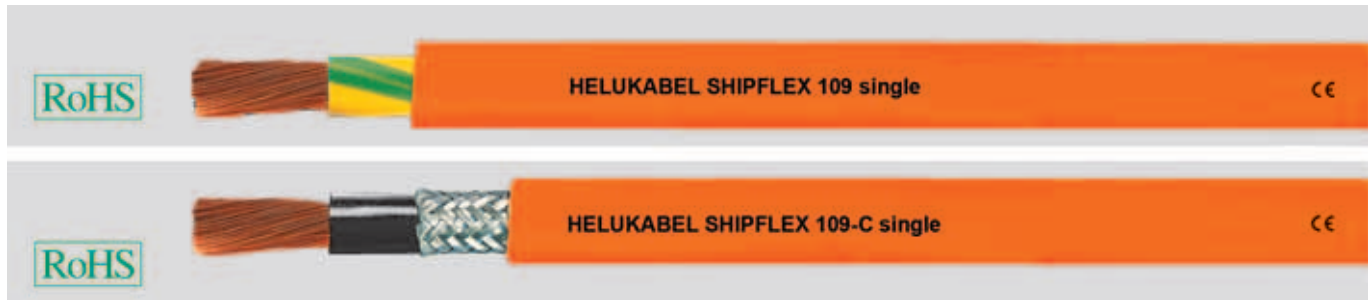 RoHS
HELUKABEL SHIPFLEX 109 single
CE
RoHS
HELUKABEL SHIPFLEX 109-C single
CE